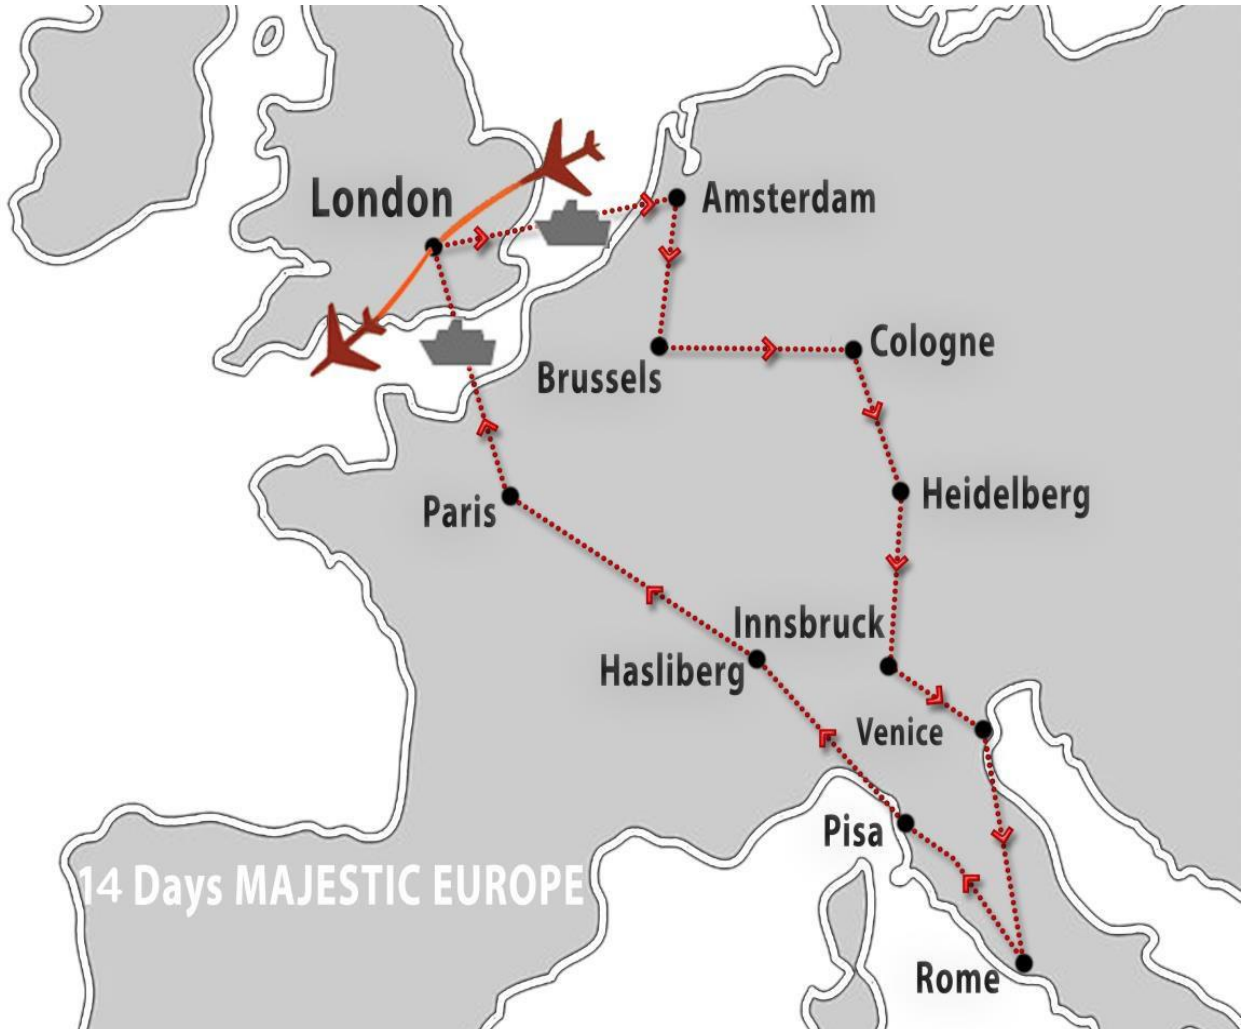 London
Amsterdam
Brussels
Cologne
Paris
Heidelberg
Innsbruck
Hasliberg
Venice
Pisa
14 Days MAJESTIC EUROPE
Rome